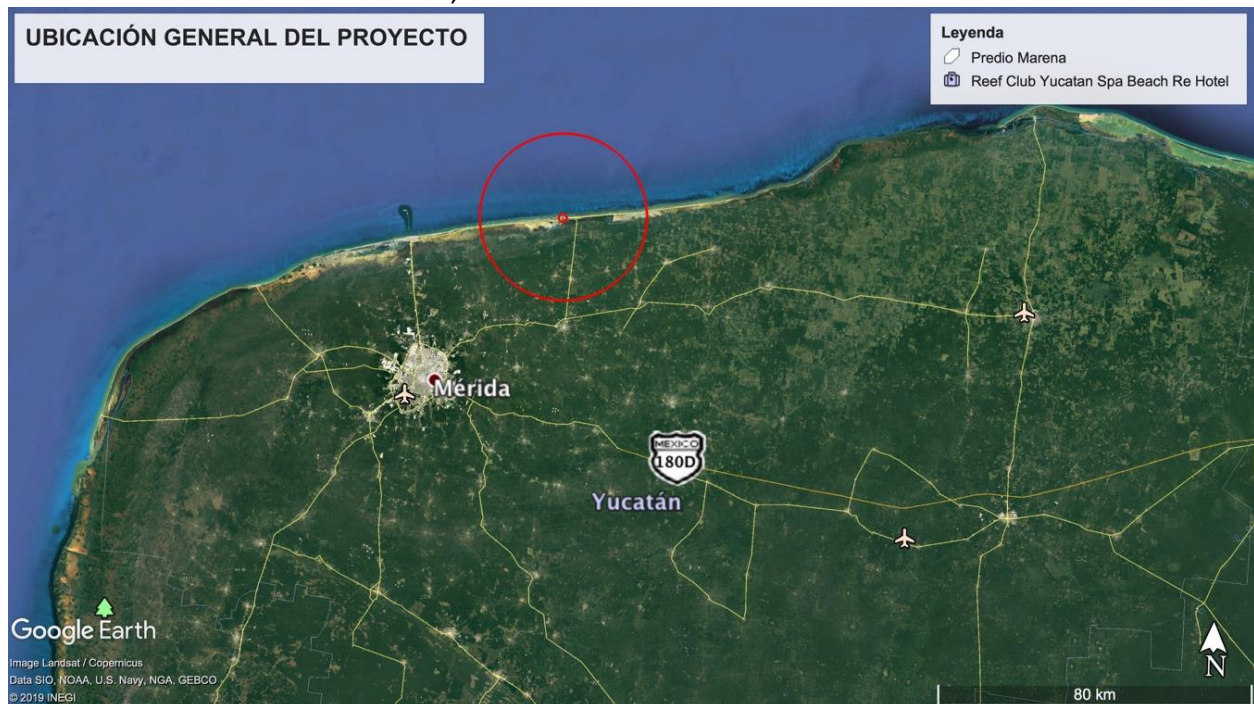 UBICACIÓN GENERAL DEL PROYECTO
Leyenda
Predio Marena
Reef Club Yucatan Spa Beach Re Hotel
Mérida
MEXICO
180D
Yucatán
Google Earth
Image Landsat / Copernicus
Data SIO, NOAA, U.S. Navy, NGA, GEBCO
© 2019 INEGI
N
80 km